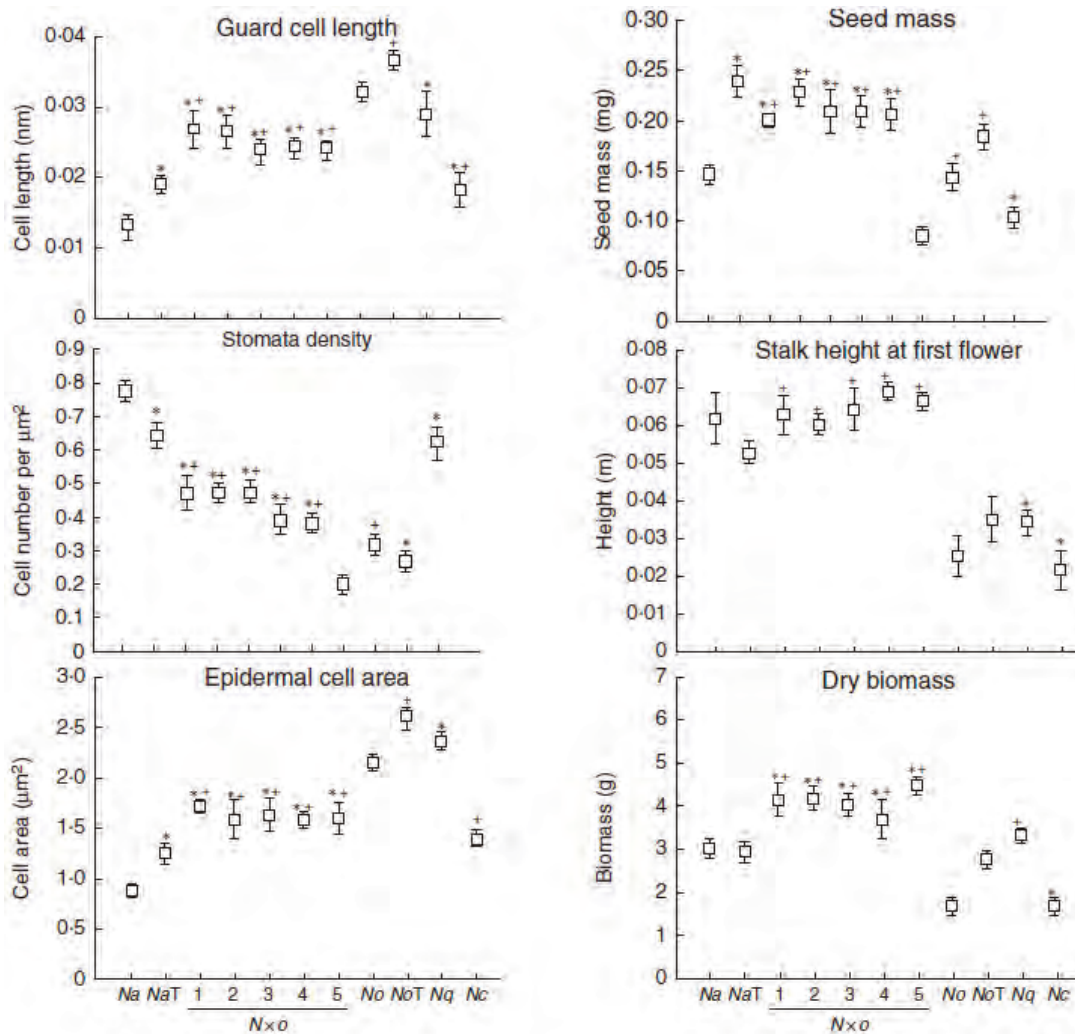 Guard cell length
0·04
0·03
0·02
0·01
0
Cell length (nm)
* *+ *+ *+ *+ *+ + * *+
Seed mass
0·30
0·25
0·20
0·15
0·10
0·05
0
Seed mass (mg)
* *+ *+ *+ *+ *+ + + +
Stomata density
0·9
0·8
0·7
0·6
0·5
0·4
0·3
0·2
0·1
0
Cell number per μm²
* *+ *+ *+ *+ *+ + * *
Stalk height at first flower
0·08
0·07
0·06
0·05
0·04
0·03
0·02
0·01
0
Height (m)
+ + + + + + *
Epidermal cell area
3·0
2·5
2·0
1·5
1·0
0·5
0
Cell area (μm²)
* *+ *+ *+ *+ *+ + * +
Na NaT 1 2 3 4 5 No NoT Nq Nc
N×o
Dry biomass
7
6
5
4
3
2
1
0
Biomass (g)
*+ *+ *+ *+ *+ + *
Na NaT 1 2 3 4 5 No NoT Nq Nc
N×o